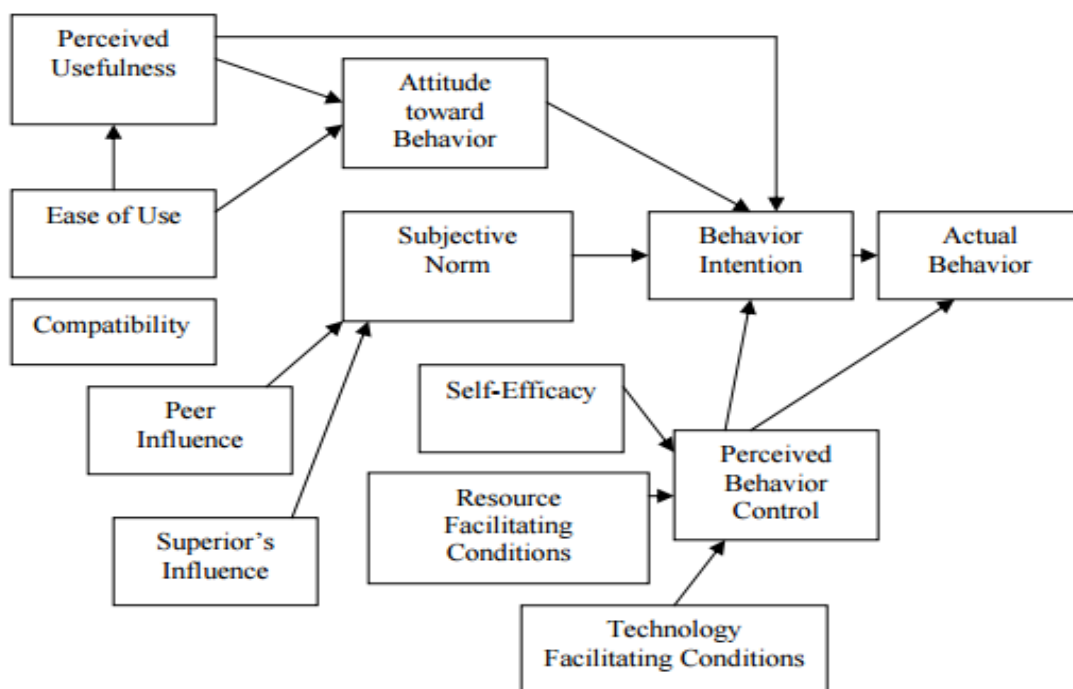 Perceived
Usefulness
Attitude
toward
Behavior
Ease of Use
Subjective
Norm
Behavior
Intention
Actual
Behavior
Compatibility
Self-Efficacy
Peer
Influence
Perceived
Behavior
Control
Resource
Facilitating
Conditions
Superior's
Influence
Technology
Facilitating Conditions